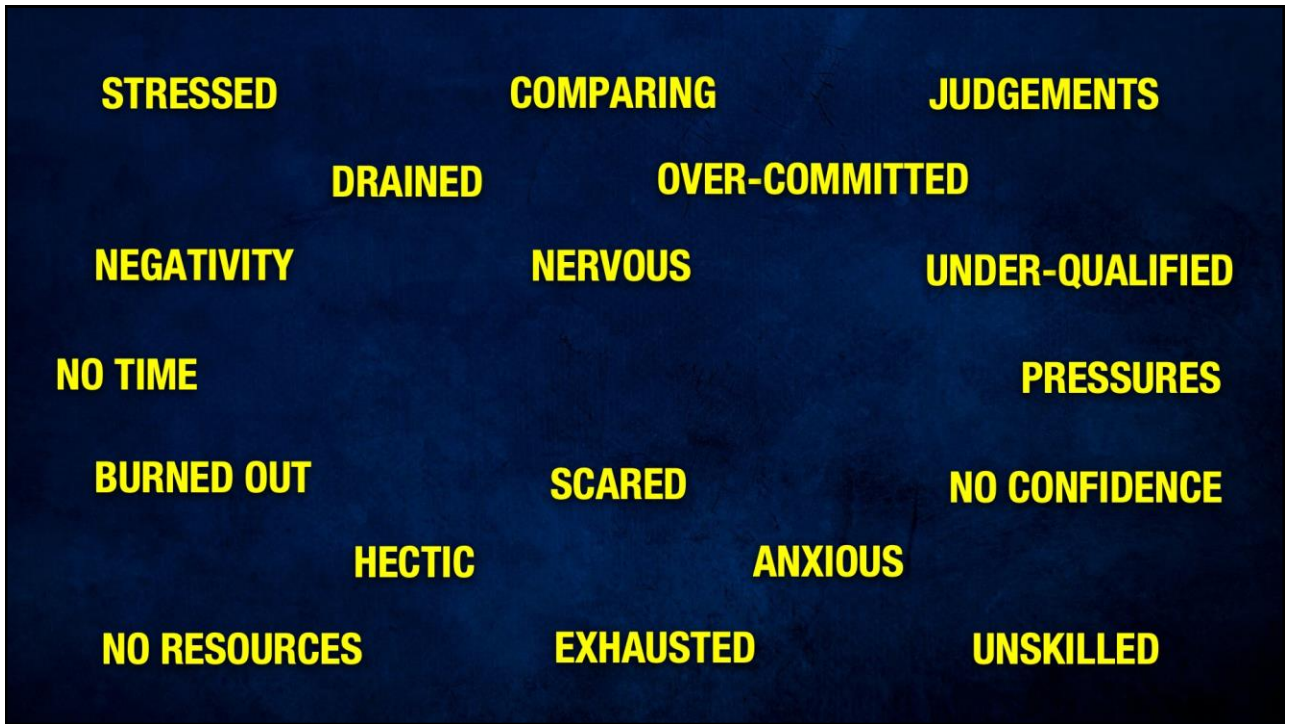 STRESSED COMPARING JUDGEMENTS
DRAINED OVER-COMMITTED
NEGATIVITY NERVOUS UNDER-QUALIFIED
NO TIME PRESSURES
BURNED OUT SCARED NO CONFIDENCE
HECTIC ANXIOUS
NO RESOURCES EXHAUSTED UNSKILLED